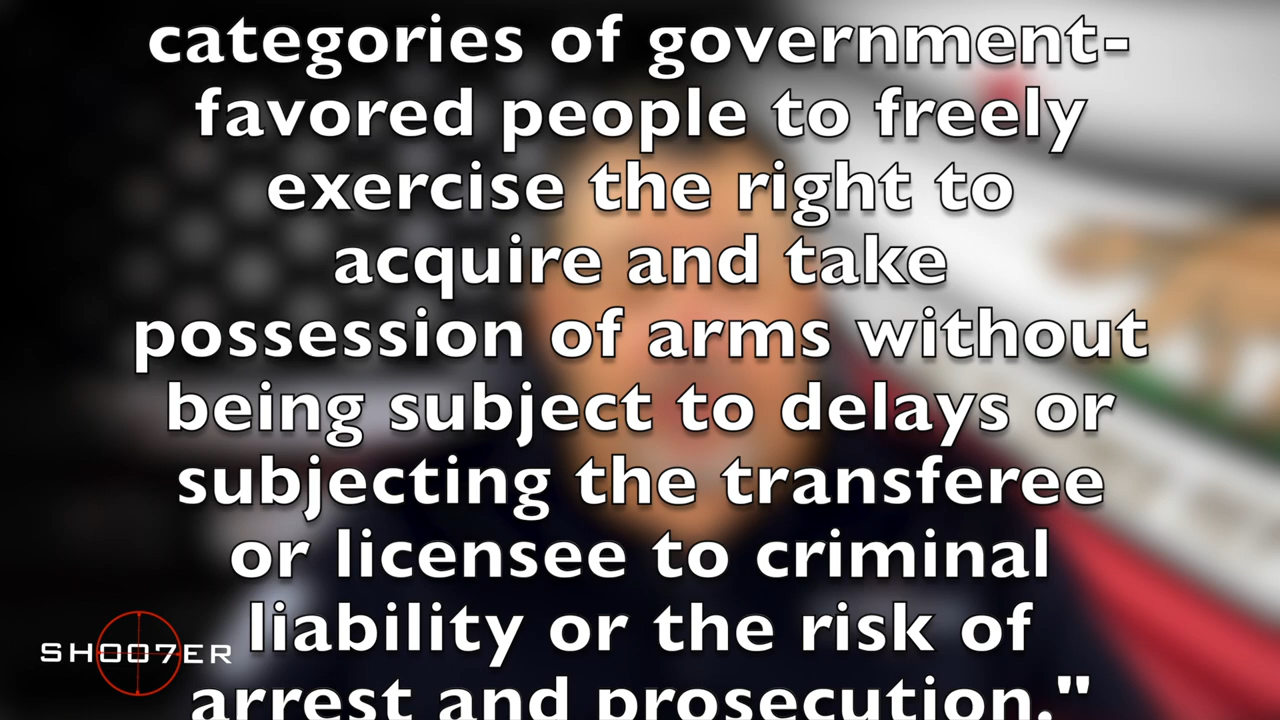 categories of government-
favored people to freely
exercise the right to
acquire and take
possession of arms without
being subject to delays or
subjecting the transferee
or licensee to criminal
liability or the risk of
arrest and prosecution."
SHOO7ER